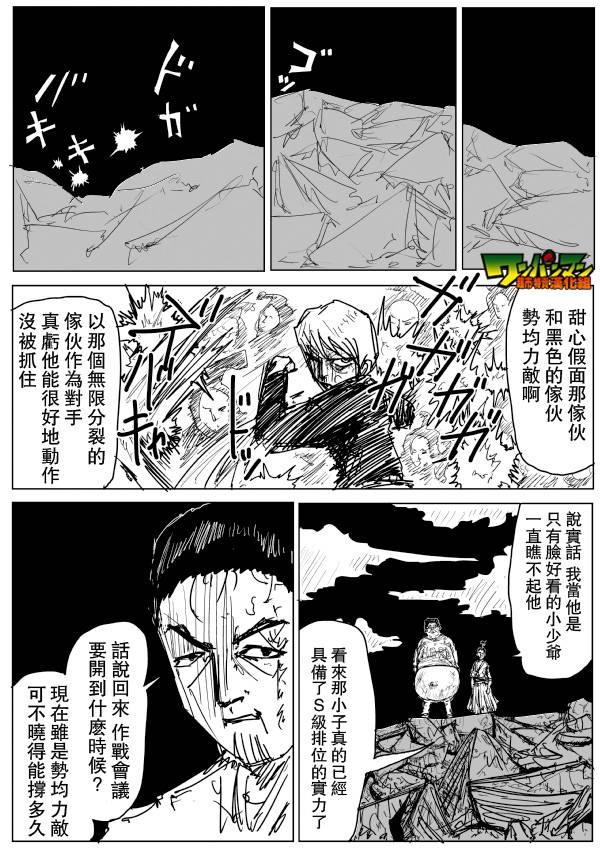 ゴ
ドガ
キキキ
ワンパンマン
甜心假面那傢伙
和黑色的傢伙
勢均力敵啊
ガガガガガ
ドドド
以那個無限分裂的
傢伙作為對手
真虧他能很好地動作
沒被抓住
說實話 我當他是
只有臉好看的小少爺
一直瞧不起他
看來那小子真的已經
具備了S級排位的實力了
話說回來 作戰會議
要開到什麼時候?
現在雖是勢均力敵
可不曉得能撐多久